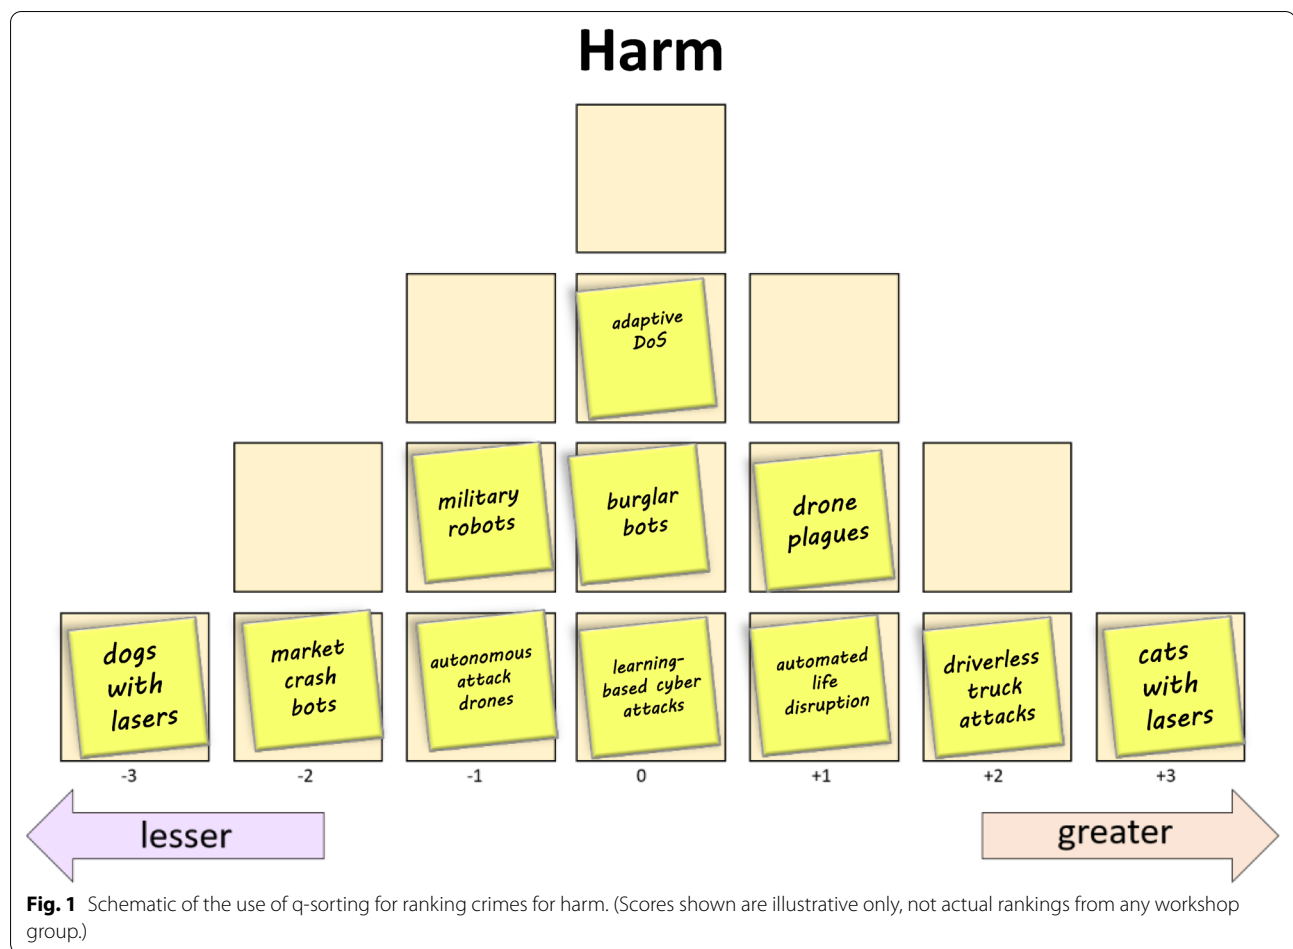 Harm
adaptive
DoS
military
robots
burglar
bots
drone
plagues
dogs
with
lasers
market
crash
bots
autonomous
attack
drones
learning-
based cyber
attacks
automated
life
disruption
driverless
truck
attacks
cats
with
lasers
-3
-2
-1
0
+1
+2
+3
lesser
greater
Fig. 1 Schematic of the use of q-sorting for ranking crimes for harm. (Scores shown are illustrative only, not actual rankings from any workshop
group.)